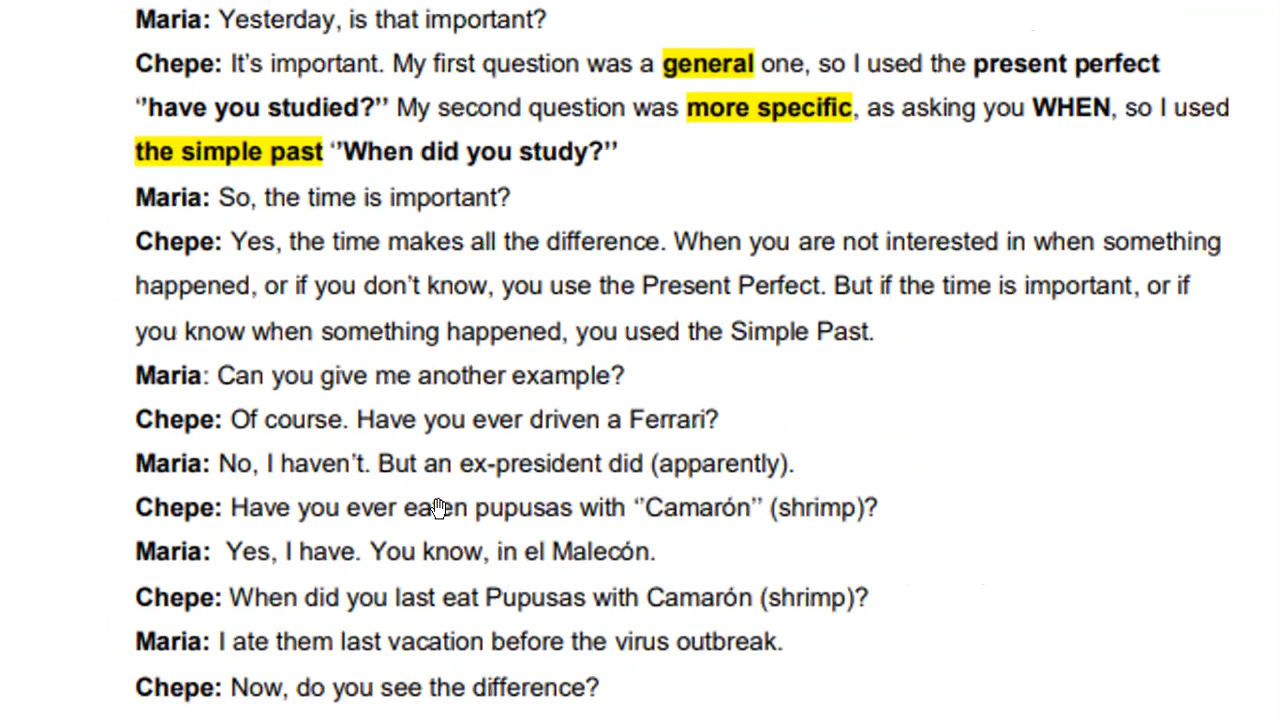 Maria: Yesterday, is that important?
Chepe: It’s important. My first question was a general one, so I used the present perfect
‘’have you studied?’’ My second question was more specific, as asking you WHEN, so I used
the simple past ‘’When did you study?’’
Maria: So, the time is important?
Chepe: Yes, the time makes all the difference. When you are not interested in when something
happened, or if you don’t know, you use the Present Perfect. But if the time is important, or if
you know when something happened, you used the Simple Past.
Maria: Can you give me another example?
Chepe: Of course. Have you ever driven a Ferrari?
Maria: No, I haven’t. But an ex-president did (apparently).
Chepe: Have you ever eaten pupusas with ‘’Camarón’’ (shrimp)?
Maria: Yes, I have. You know, in el Malecón.
Chepe: When did you last eat Pupusas with Camarón (shrimp)?
Maria: I ate them last vacation before the virus outbreak.
Chepe: Now, do you see the difference?